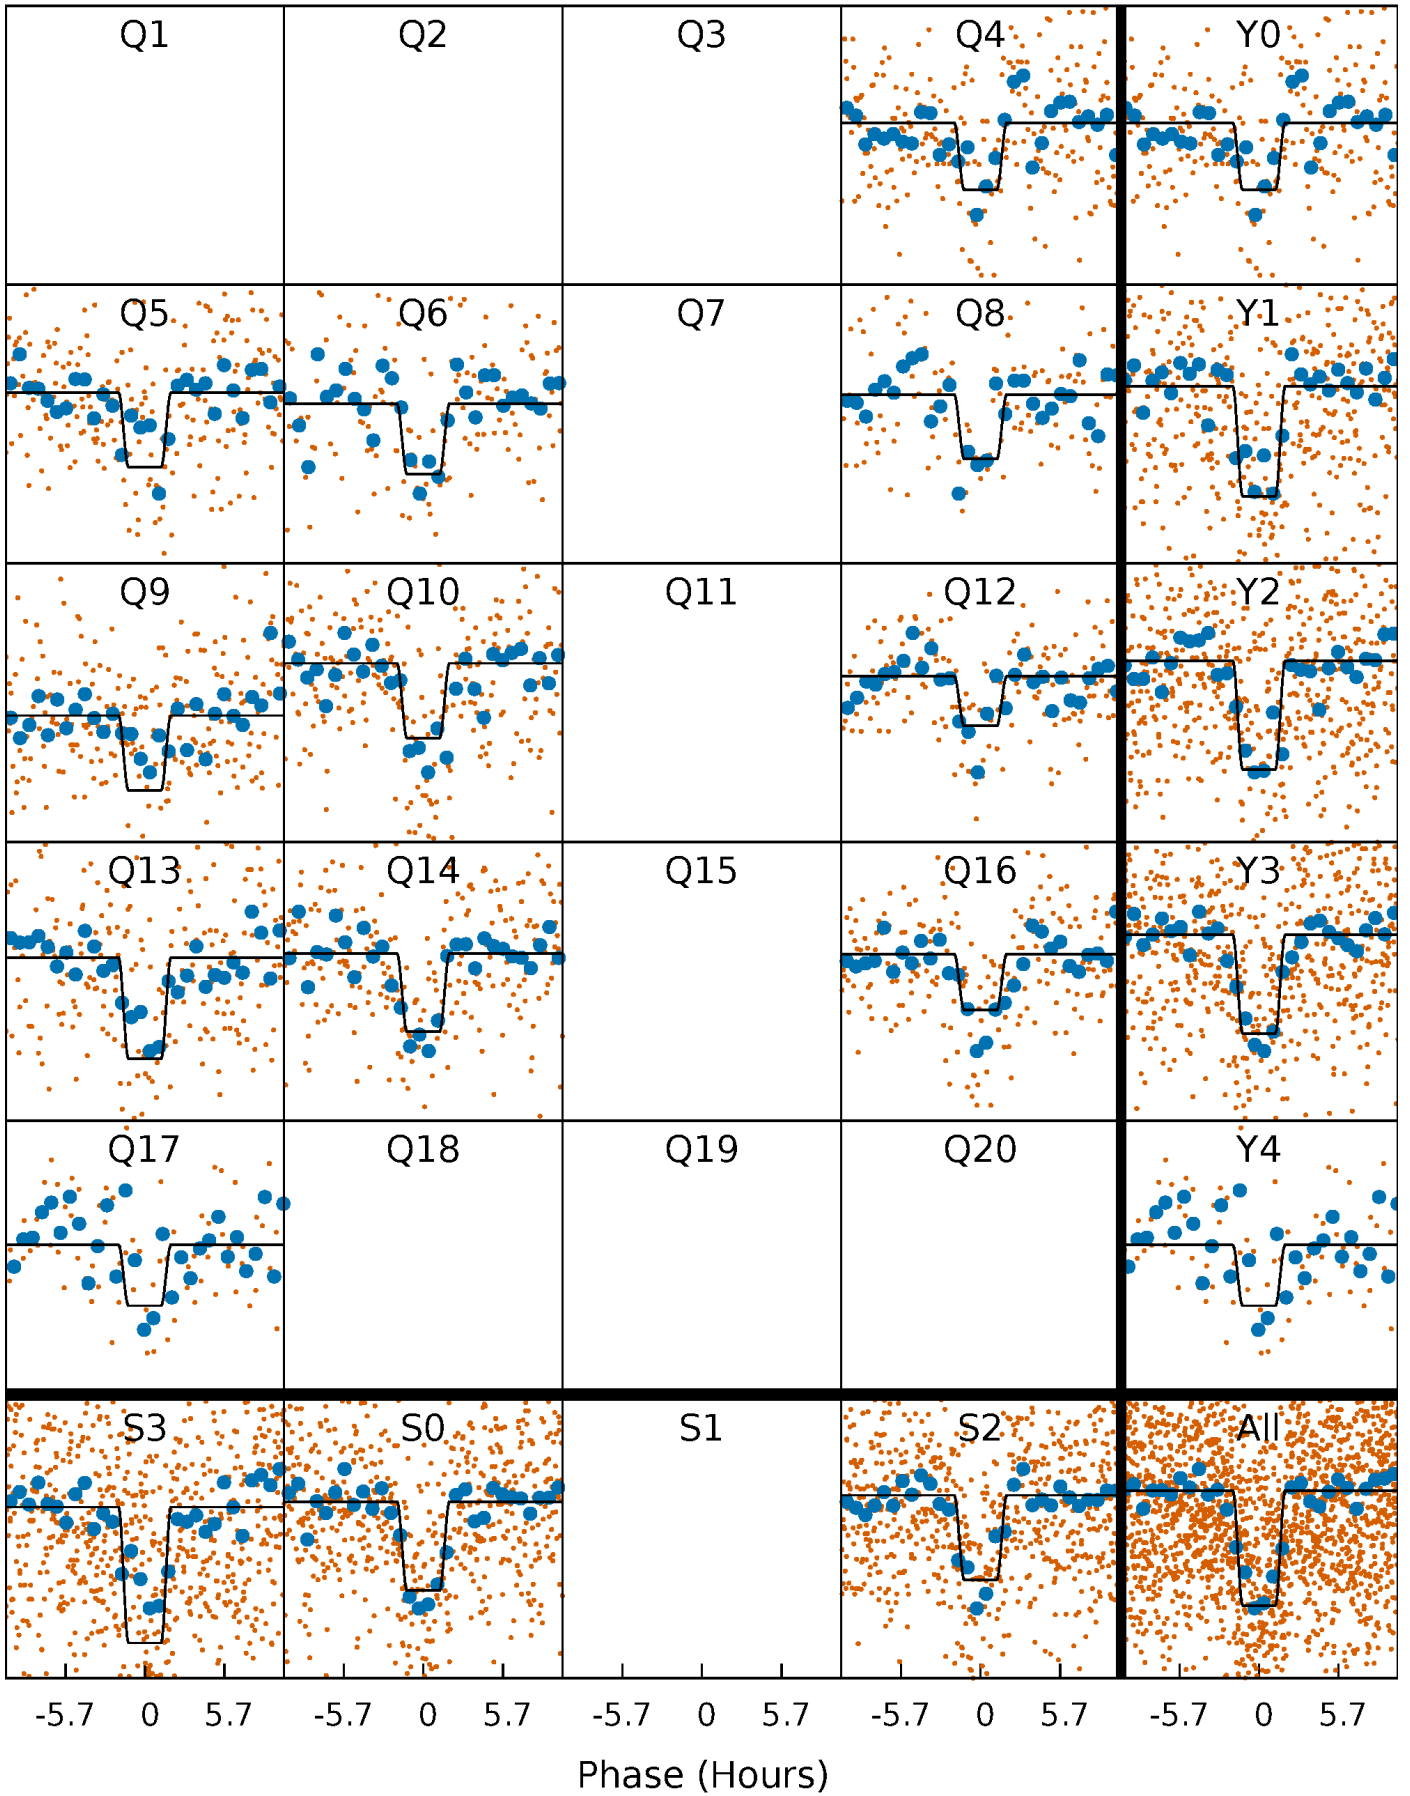 Q1 Q2 Q3 Q4 Y0
Q5 Q6 Q7 Q8 Y1
Q9 Q10 Q11 Q12 Y2
Q13 Q14 Q15 Q16 Y3
Q17 Q18 Q19 Q20 Y4
S3 S0 S1 S2 All
-5.7 0 5.7 -5.7 0 5.7 -5.7 0 5.7 -5.7 0 5.7 -5.7 0 5.7
Phase (Hours)